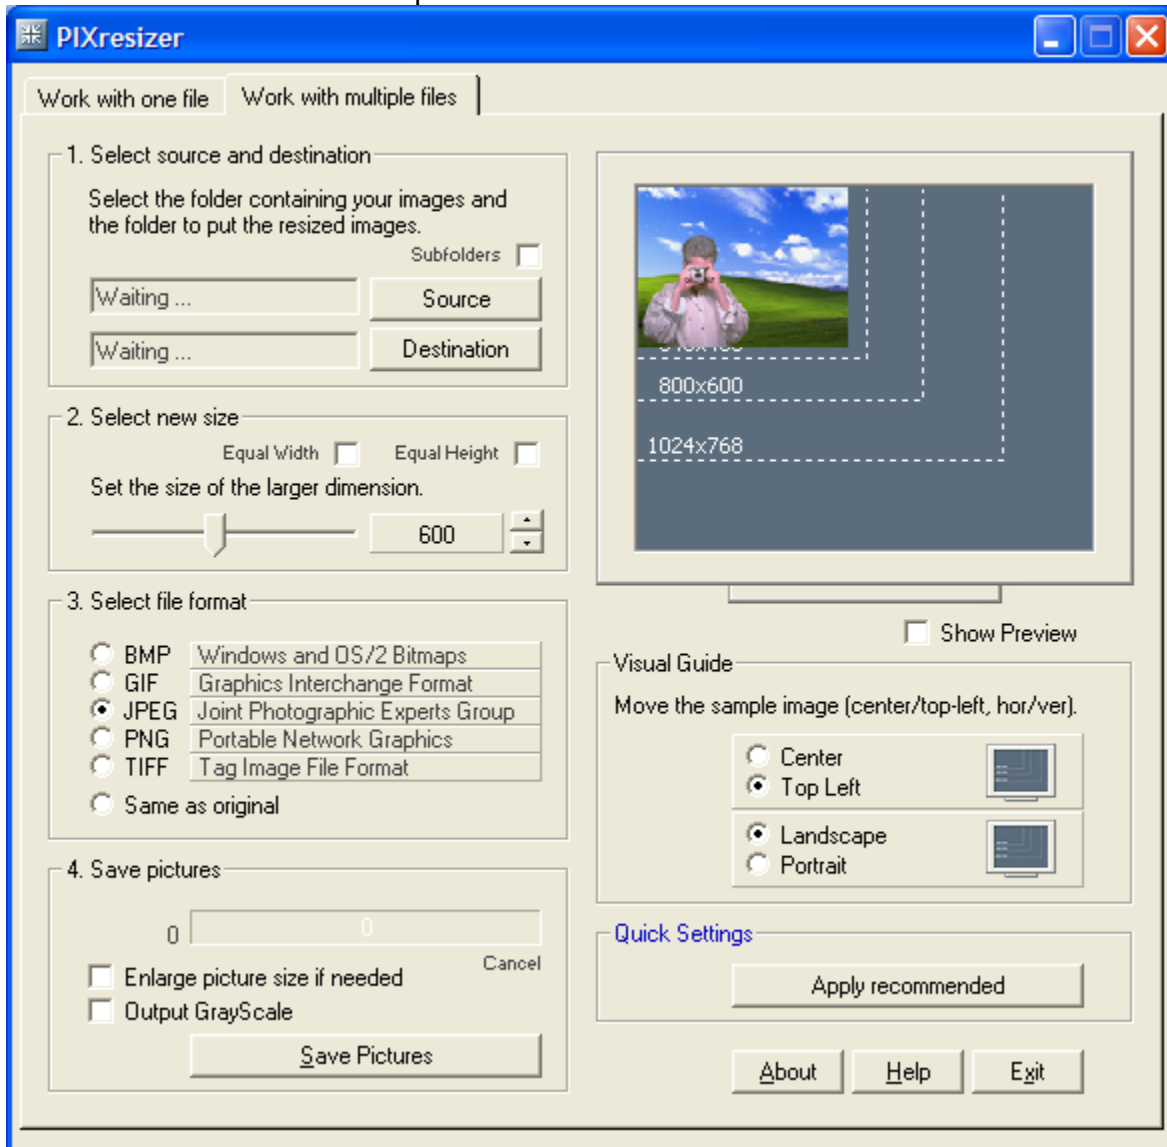 PIXresizer
Work with one file
Work with multiple files
1. Select source and destination
Select the folder containing your images and
the folder to put the resized images.
Subfolders
Waiting ...
Source
Waiting ...
Destination
2. Select new size
Equal Width
Equal Height
Set the size of the larger dimension.
600
3. Select file format
BMP Windows and OS/2 Bitmaps
GIF Graphics Interchange Format
JPEG Joint Photographic Experts Group
PNG Portable Network Graphics
TIFF Tag Image File Format
Same as original
4. Save pictures
0
0
Cancel
Enlarge picture size if needed
Output GrayScale
Save Pictures
800x600
1024x768
Show Preview
Visual Guide
Move the sample image (center/top-left, hor/ver).
Center
Top Left
Landscape
Portrait
Quick Settings
Apply recommended
About
Help
Exit